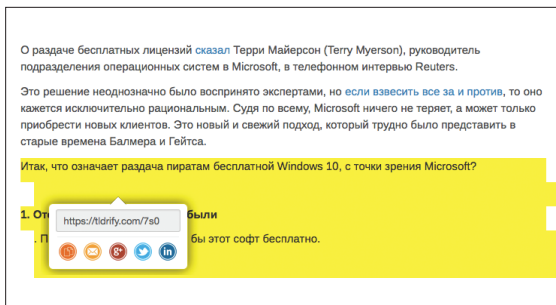 О раздаче бесплатных лицензий сказал Терри Майерсон (Terry Myerson), руководитель
подразделения операционных систем в Microsoft, в телефонном интервью Reuters.
Это решение неоднозначно было воспринято экспертами, но если взвесить все за и против, то оно
кажется исключительно рациональным. Судя по всему, Microsoft ничего не теряет, а может только
приобрести новых клиентов. Это новый и свежий подход, который трудно было представить в
старые времена Балмера и Гейтса.
Итак, что означает раздача пиратам бесплатной Windows 10, с точки зрения Microsoft?
1. были
https://tldrify.com/7s0
. бы этот софт бесплатно.
g+ in